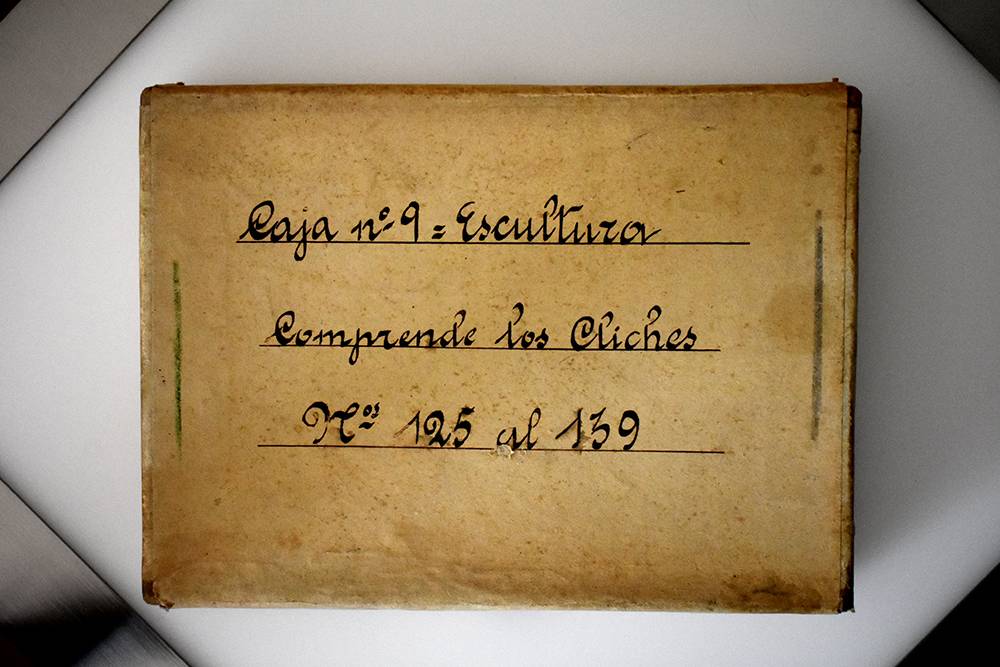 Caja nº 9 = Escultura
Comprende los Cliches
Nos 125 al 139